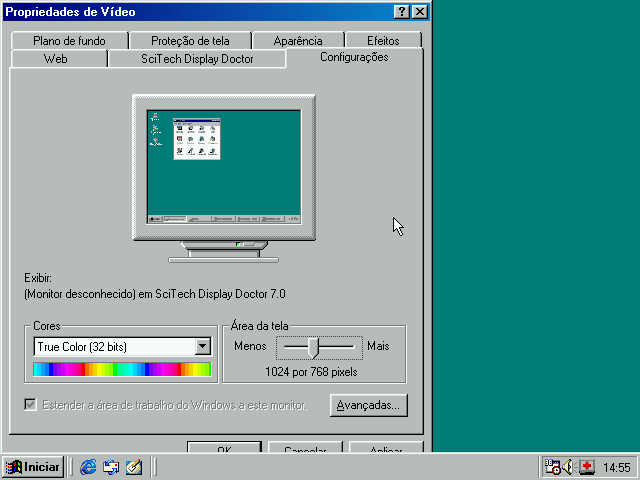 Propriedades de Vídeo
Plano de fundo
Proteção de tela
Aparência
Efeitos
Web
SciTech Display Doctor
Configurações
Exibir:
(Monitor desconhecido) em SciTech Display Doctor 7.0
Cores
True Color (32 bits)
Área da tela
Menos
Mais
1024 por 768 pixels
Estender a área de trabalho do Windows a este monitor.
Avançadas...
OK
Cancelar
Aplicar
Iniciar
14:55